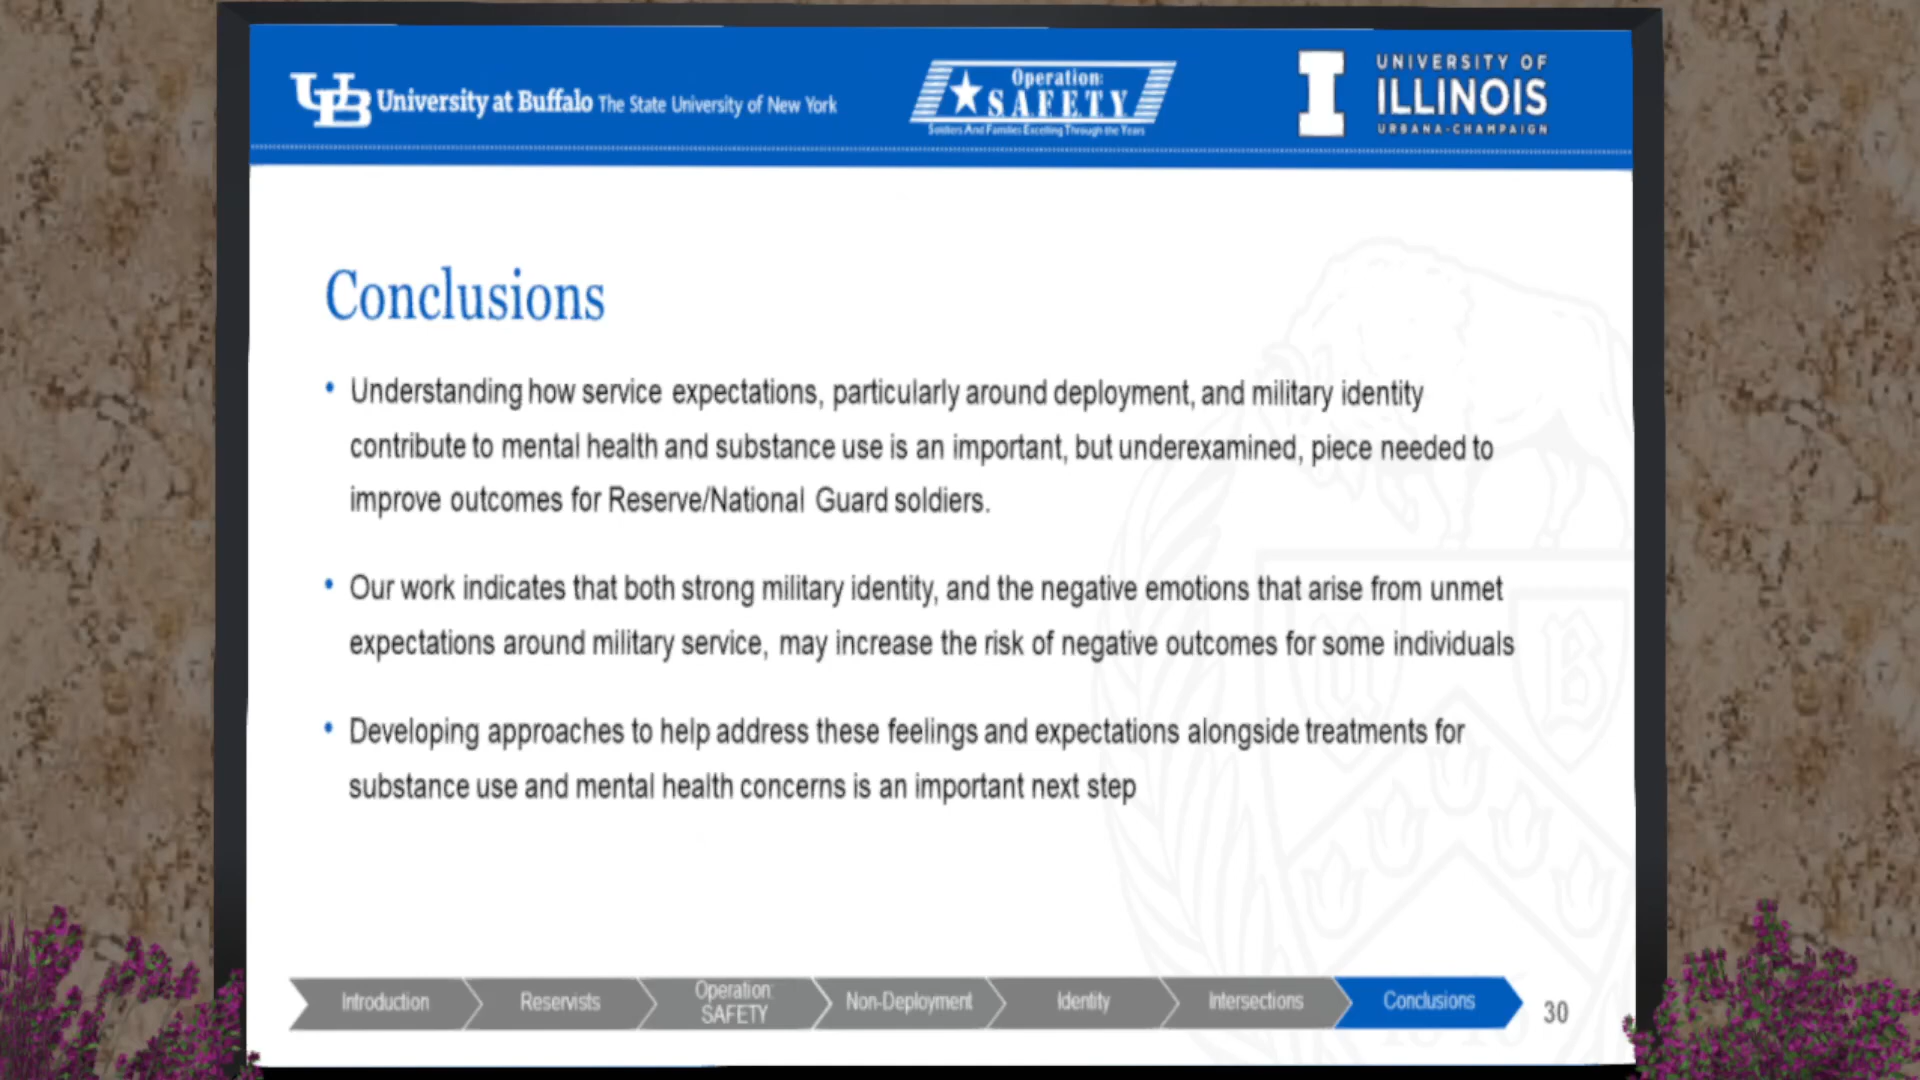 UB University at Buffalo The State University of New York
Operation:
SAFETY
Soldiers And Families Excelling Through the Years
I UNIVERSITY OF
ILLINOIS
URBANA-CHAMPAIGN
Conclusions
• Understanding how service expectations, particularly around deployment, and military identity
contribute to mental health and substance use is an important, but underexamined, piece needed to
improve outcomes for Reserve/National Guard soldiers.
• Our work indicates that both strong military identity, and the negative emotions that arise from unmet
expectations around military service, may increase the risk of negative outcomes for some individuals
• Developing approaches to help address these feelings and expectations alongside treatments for
substance use and mental health concerns is an important next step
U B
Introduction
Reservists
Operation:
SAFETY
Non-Deployment
Identity
Intersections
Conclusions
30